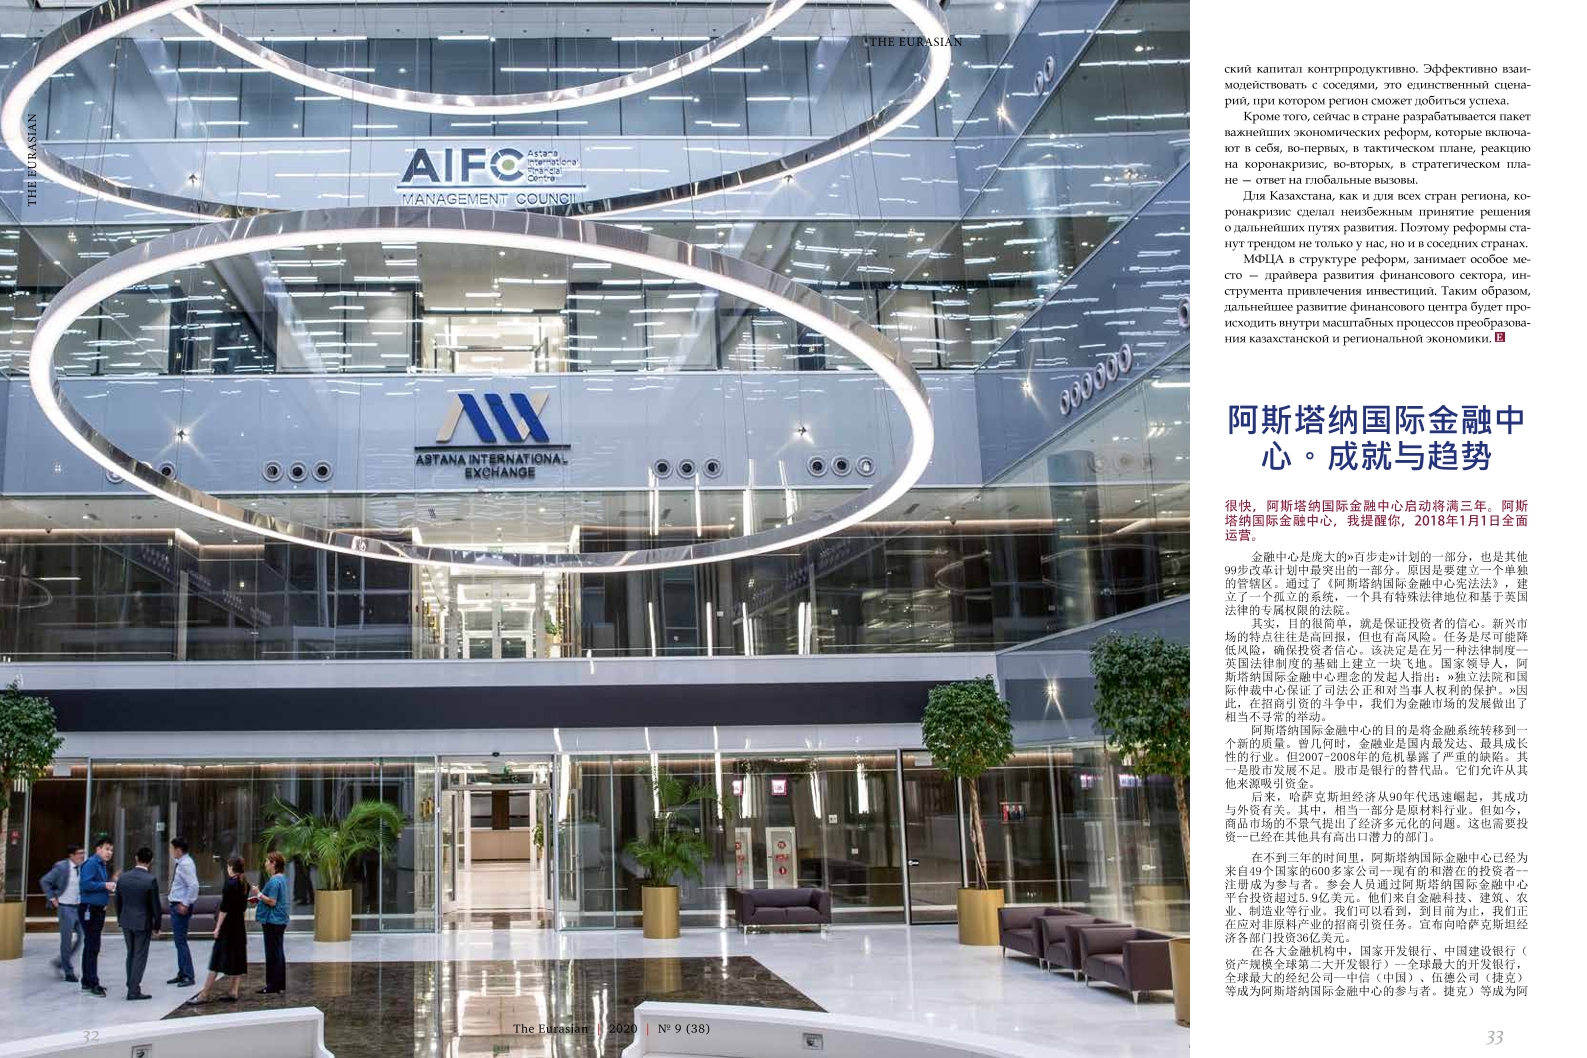 THE EURASIAN
THE EURASIAN
AIFC
Astana
International
Financial
Centre
MANAGEMENT COUNCIL
ASTANA INTERNATIONAL
EXCHANGE
32
The Eurasian | 2020 | № 9 (38)
ский капитал контрпродуктивно. Эффективно взаи-
модействовать с соседями, это единственный сцена-
рий, при котором регион сможет добиться успеха.
Кроме того, сейчас в стране разрабатывается пакет
важнейших экономических реформ, которые включа-
ют в себя, во-первых, в тактическом плане, реакцию
на коронакризис, во-вторых, в стратегическом пла-
не — ответ на глобальные вызовы.
Для Казахстана, как и для всех стран региона, ко-
ронакризис сделал неизбежным принятие решения
о дальнейших путях развития. Поэтому реформы ста-
нут трендом не только у нас, но и в соседних странах.
МФЦА в структуре реформ, занимает особое ме-
сто — драйвера развития финансового сектора, ин-
струмента привлечения инвестиций. Таким образом,
дальнейшее развитие финансового центра будет про-
исходить внутри масштабных процессов преобразова-
ния казахстанской и региональной экономики. E
阿斯塔纳国际金融中
心。成就与趋势
很快，阿斯塔纳国际金融中心启动将满三年。阿斯
塔纳国际金融中心，我提醒你，2018年1月1日全面
运营。
金融中心是庞大的»百步走»计划的一部分，也是其他
99步改革计划中最突出的一部分。原因是要建立一个单独
的管辖区。通过了《阿斯塔纳国际金融中心宪法法》，建
立了一个孤立的系统，一个具有特殊法律地位和基于英国
法律的专属权限的法院。
其实，目的很简单，就是保证投资者的信心。新兴市
场的特点往往是高回报，但也有高风险。任务是尽可能降
低风险，确保投资者信心。该决定是在另一种法律制度--
英国法律制度的基础上建立一块飞地。国家领导人，阿
斯塔纳国际金融中心理念的发起人指出：»独立法院和国
际仲裁中心保证了司法公正和对当事人权利的保护。»因
此，在招商引资的斗争中，我们为金融市场的发展做出了
相当不寻常的举动。
阿斯塔纳国际金融中心的目的是将金融系统转移到一
个新的质量。曾几何时，金融业是国内最发达、最具成长
性的行业。但2007-2008年的危机暴露了严重的缺陷。其
一是股市发展不足。股市是银行的替代品。它们允许从其
他来源吸引资金。
后来，哈萨克斯坦经济从90年代迅速崛起，其成功
与外资有关。其中，相当一部分是原材料行业。但如今，
商品市场的不景气提出了经济多元化的问题。这也需要投
资--已经在其他具有高出口潜力的部门。
在不到三年的时间里，阿斯塔纳国际金融中心已经为
来自49个国家的600多家公司--现有的和潜在的投资者--
注册成为参与者。参会人员通过阿斯塔纳国际金融中心
平台投资超过5.9亿美元。他们来自金融科技、建筑、农
业、制造业等行业。我们可以看到，到目前为止，我们正
在应对非原料产业的招商引资任务。宣布向哈萨克斯坦经
济各部门投资36亿美元。
在各大金融机构中，国家开发银行、中国建设银行（
资产规模全球第二大开发银行）--全球最大的开发银行，
全球最大的经纪公司--中信（中国）、伍德公司（捷克）
等成为阿斯塔纳国际金融中心的参与者。捷克）等成为阿
33